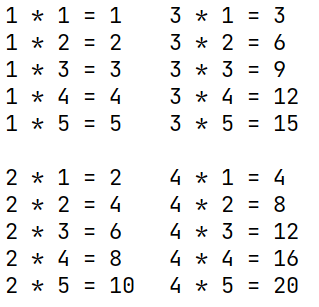 1 * 1 = 1   3 * 1 = 3
1 * 2 = 2   3 * 2 = 6
1 * 3 = 3   3 * 3 = 9
1 * 4 = 4   3 * 4 = 12
1 * 5 = 5   3 * 5 = 15

2 * 1 = 2   4 * 1 = 4
2 * 2 = 4   4 * 2 = 8
2 * 3 = 6   4 * 3 = 12
2 * 4 = 8   4 * 4 = 16
2 * 5 = 10  4 * 5 = 20